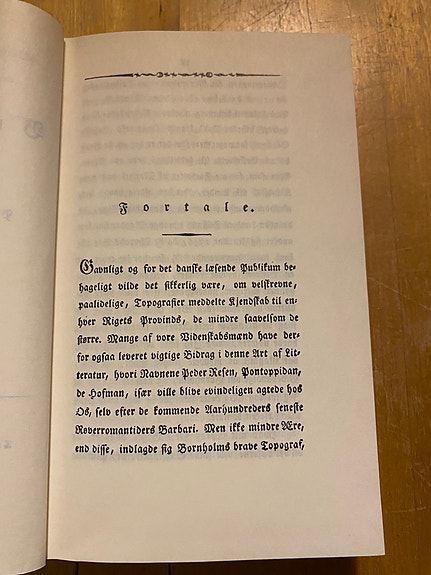 Fortale.
Gavnligt og for det danske læsende Publikum be-
hageligt vilde det sikkerlig være, om velskrevne,
paalidelige, Topografier meddelte Kjendskab til en-
hver Rigets Provinds, de mindre saavelsom de
større. Mange af vore Videnskabsmænd have der-
for ogsaa leveret vigtige Bidrag i denne Art af Lit-
teratur, hvori Navnene Peder Resen, Pontoppidan,
de Hofman, især ville blive evindeligen agtede hos
Os, selv efter de kommende Aarhundreders seneste
Røverromantiders Barbari. Men ikke mindre Ære,
end disse, indlagde sig Bornholms brave Topograf,